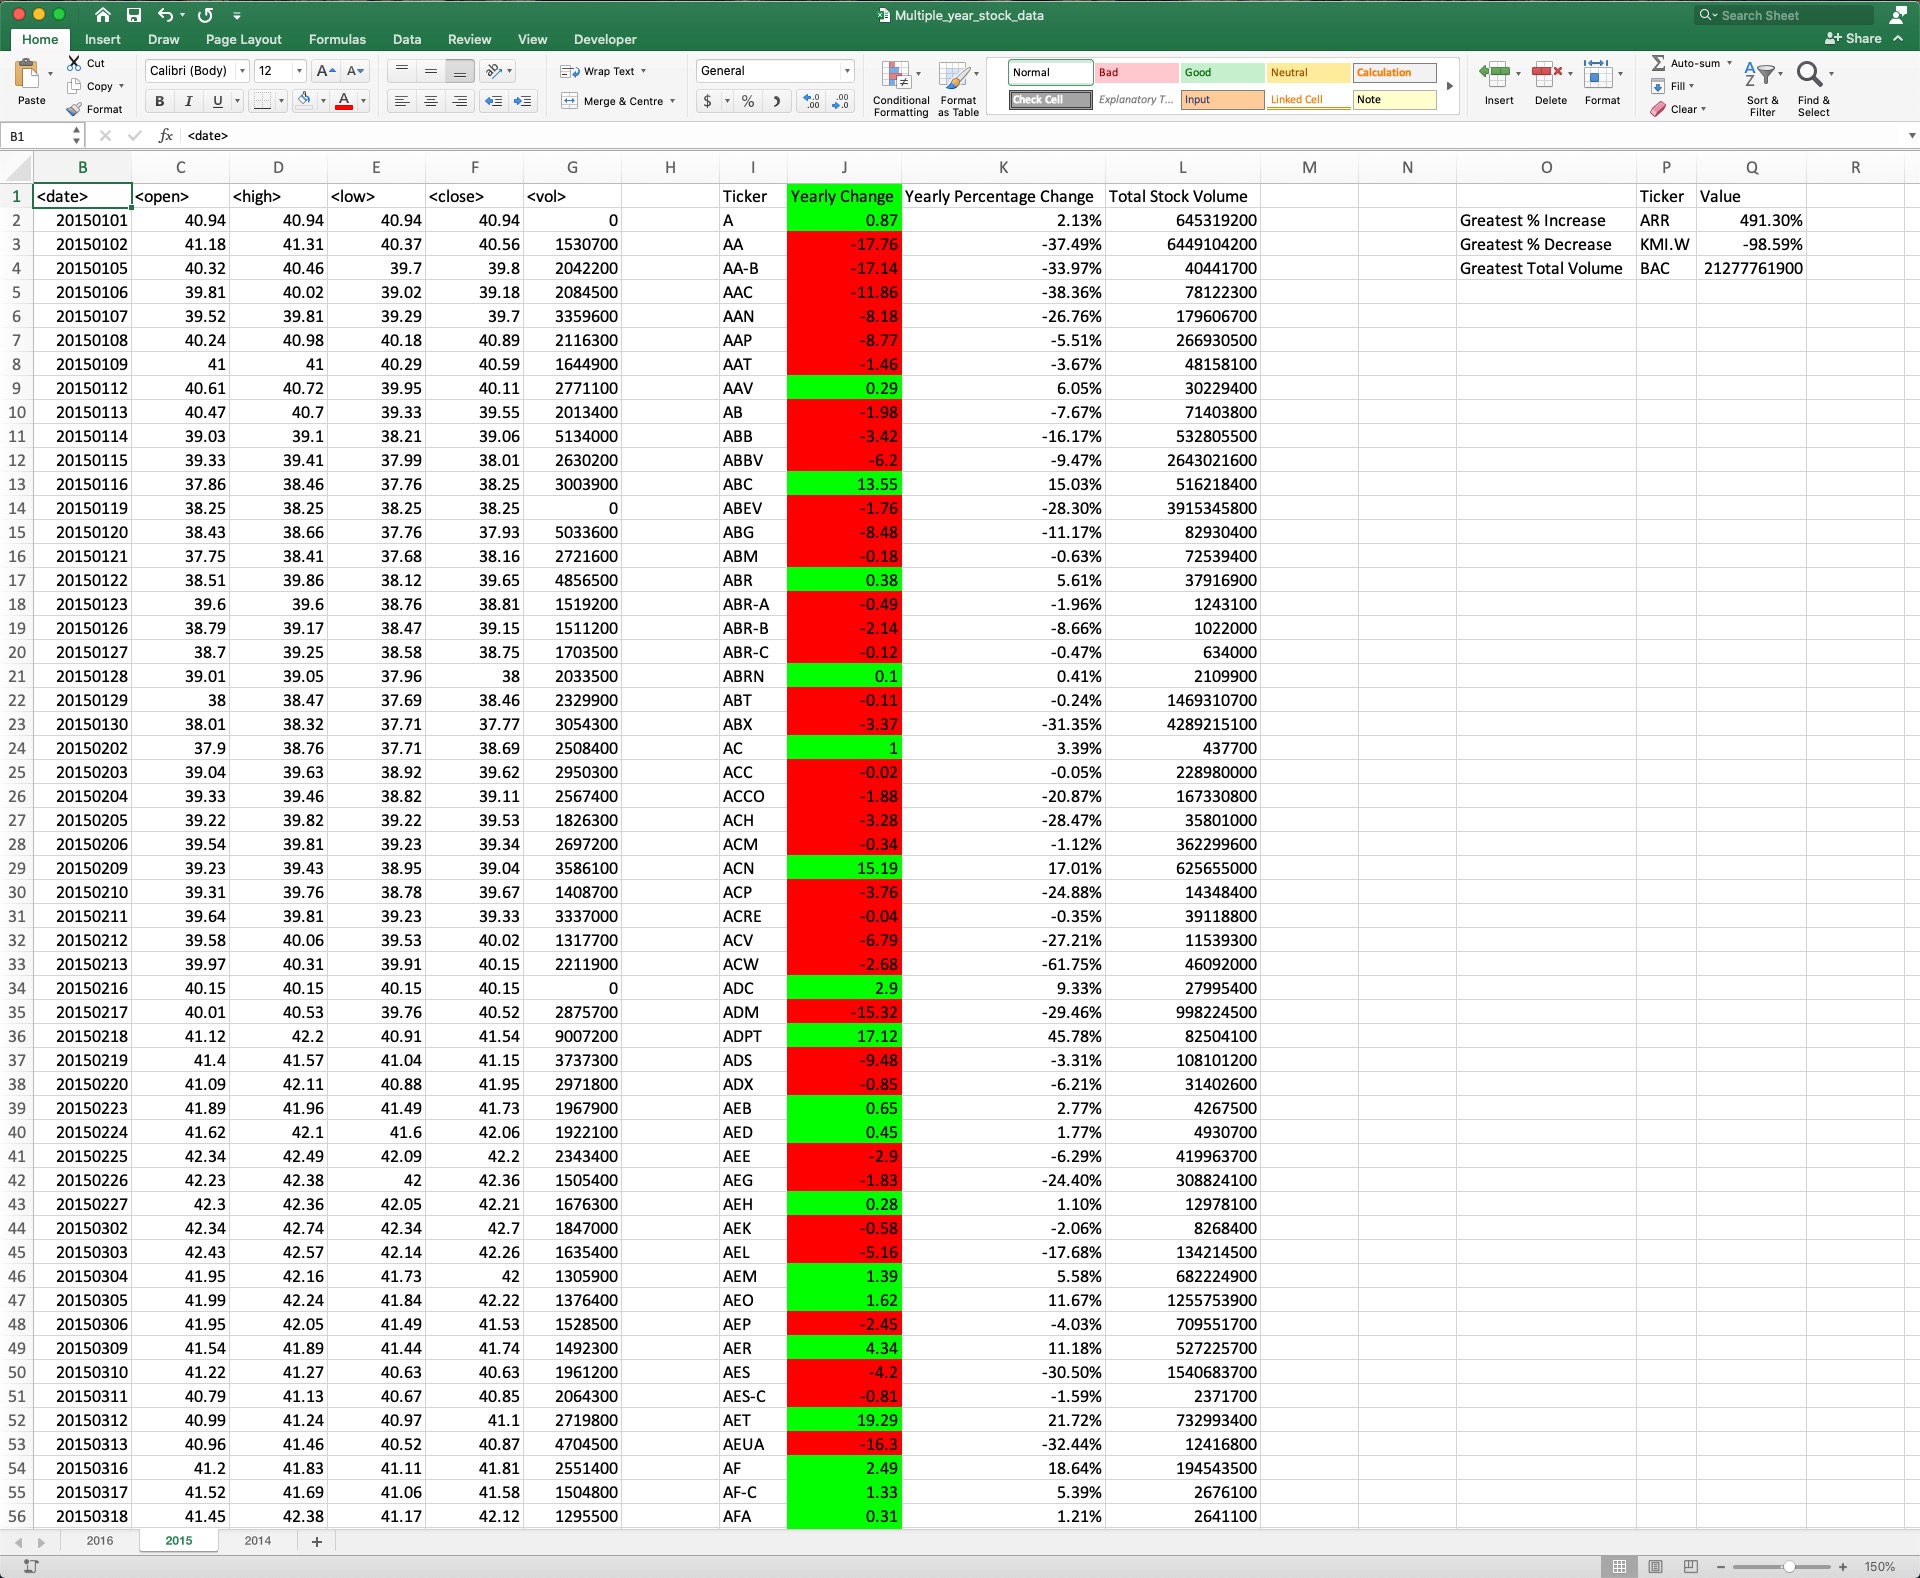 Multiple_year_stock_data
Search Sheet
Home Insert Draw Page Layout Formulas Data Review View Developer
Share
Paste
Cut
Copy
Format
Calibri (Body) 12
B I U
Wrap Text
Merge & Centre
General
$ % )
Conditional Formatting
Format as Table
Normal Bad Good Neutral Calculation
Check Cell Explanatory T... Input Linked Cell Note
Insert Delete Format
Auto-sum
Fill
Clear
Sort & Filter
Find & Select
B1 fx <date>
B C D E F G H I J K L M N O P Q R
1 <date> <open> <high> <low> <close> <vol> Ticker Yearly Change Yearly Percentage Change Total Stock Volume Ticker Value
2 20150101 40.94 40.94 40.94 40.94 0 A 0.87 2.13% 645319200 Greatest % Increase ARR 491.30%
3 20150102 41.18 41.31 40.37 40.56 1530700 AA -17.76 -37.49% 6449104200 Greatest % Decrease KMI.W -98.59%
4 20150105 40.32 40.46 39.7 39.8 2042200 AA-B -17.14 -33.97% 40441700 Greatest Total Volume BAC 21277761900
5 20150106 39.81 40.02 39.02 39.18 2084500 AAC -11.86 -38.36% 78122300
6 20150107 39.52 39.81 39.29 39.7 3359600 AAN -8.18 -26.76% 179606700
7 20150108 40.24 40.98 40.18 40.89 2116300 AAP -8.77 -5.51% 266930500
8 20150109 41 41 40.29 40.59 1644900 AAT -1.46 -3.67% 48158100
9 20150112 40.61 40.72 39.95 40.11 2771100 AAV 0.29 6.05% 30229400
10 20150113 40.47 40.7 39.33 39.55 2013400 AB -1.98 -7.67% 71403800
11 20150114 39.03 39.1 38.21 39.06 5134000 ABB -3.42 -16.17% 532805500
12 20150115 39.33 39.41 37.99 38.01 2630200 ABBV -6.2 -9.47% 2643021600
13 20150116 37.86 38.46 37.76 38.25 3003900 ABC 13.55 15.03% 516218400
14 20150119 38.25 38.25 38.25 38.25 0 ABEV -1.76 -28.30% 3915345800
15 20150120 38.43 38.66 37.76 37.93 5033600 ABG -8.48 -11.17% 82930400
16 20150121 37.75 38.41 37.68 38.16 2721600 ABM -0.18 -0.63% 72539400
17 20150122 38.51 39.86 38.12 39.65 4856500 ABR 0.38 5.61% 37916900
18 20150123 39.6 39.6 38.76 38.81 1519200 ABR-A -0.49 -1.96% 1243100
19 20150126 38.79 39.17 38.47 39.15 1511200 ABR-B -2.14 -8.66% 1022000
20 20150127 38.7 39.25 38.58 38.75 1703500 ABR-C -0.12 -0.47% 634000
21 20150128 39.01 39.05 37.96 38 2033500 ABRN 0.1 0.41% 2109900
22 20150129 38 38.47 37.69 38.46 2329900 ABT -0.11 -0.24% 1469310700
23 20150130 38.01 38.32 37.71 37.77 3054300 ABX -3.37 -31.35% 4289215100
24 20150202 37.9 38.76 37.71 38.69 2508400 AC 1 3.39% 437700
25 20150203 39.04 39.63 38.92 39.62 2950300 ACC -0.02 -0.05% 228980000
26 20150204 39.33 39.46 38.82 39.11 2567400 ACCO -1.88 -20.87% 167330800
27 20150205 39.22 39.82 39.22 39.53 1826300 ACH -3.28 -28.47% 35801000
28 20150206 39.54 39.81 39.23 39.34 2697200 ACM -0.34 -1.12% 362299600
29 20150209 39.23 39.43 38.95 39.04 3586100 ACN 15.19 17.01% 625655000
30 20150210 39.31 39.76 38.78 39.67 1408700 ACP -3.76 -24.88% 14348400
31 20150211 39.64 39.81 39.23 39.33 3337000 ACRE -0.04 -0.35% 39118800
32 20150212 39.58 40.06 39.53 40.02 1317700 ACV -6.79 -27.21% 11539300
33 20150213 39.97 40.31 39.91 40.15 2211900 ACW -2.68 -61.75% 46092000
34 20150216 40.15 40.15 40.15 40.15 0 ADC 2.9 9.33% 27995400
35 20150217 40.01 40.53 39.76 40.52 2875700 ADM -15.32 -29.46% 998224500
36 20150218 41.12 42.2 40.91 41.54 9007200 ADPT 17.12 45.78% 82504100
37 20150219 41.4 41.57 41.04 41.15 3737300 ADS -9.48 -3.31% 108101200
38 20150220 41.09 42.11 40.88 41.95 2971800 ADX -0.85 -6.21% 31402600
39 20150223 41.89 41.96 41.49 41.73 1967900 AEB 0.65 2.77% 4267500
40 20150224 41.62 42.1 41.6 42.06 1922100 AED 0.45 1.77% 4930700
41 20150225 42.34 42.49 42.09 42.2 2343400 AEE -2.9 -6.29% 419963700
42 20150226 42.23 42.38 42 42.36 1505400 AEG -1.83 -24.40% 308824100
43 20150227 42.3 42.36 42.05 42.21 1676300 AEH 0.28 1.10% 12978100
44 20150302 42.34 42.74 42.34 42.7 1847000 AEK -0.58 -2.06% 8268400
45 20150303 42.43 42.57 42.14 42.26 1635400 AEL -5.16 -17.68% 134214500
46 20150304 41.95 42.16 41.73 42 1305900 AEM 1.39 5.58% 682224900
47 20150305 41.99 42.24 41.84 42.22 1376400 AEO 1.62 11.67% 1255753900
48 20150306 41.95 42.05 41.49 41.53 1528500 AEP -2.45 -4.03% 709551700
49 20150309 41.54 41.89 41.44 41.74 1492300 AER 4.34 11.18% 527225700
50 20150310 41.22 41.27 40.63 40.63 1961200 AES -4.2 -30.50% 1540683700
51 20150311 40.79 41.13 40.67 40.85 2064300 AES-C -0.81 -1.59% 2371700
52 20150312 40.99 41.24 40.97 41.1 2719800 AET 19.29 21.72% 732993400
53 20150313 40.96 41.46 40.52 40.87 4704500 AEUA -16.3 -32.44% 12416800
54 20150316 41.2 41.83 41.11 41.81 2551400 AF 2.49 18.64% 194543500
55 20150317 41.52 41.69 41.06 41.58 1504800 AF-C 1.33 5.39% 2676100
56 20150318 41.45 42.38 41.17 42.12 1295500 AFA 0.31 1.21% 2641100
2016 2015 2014 +
150%